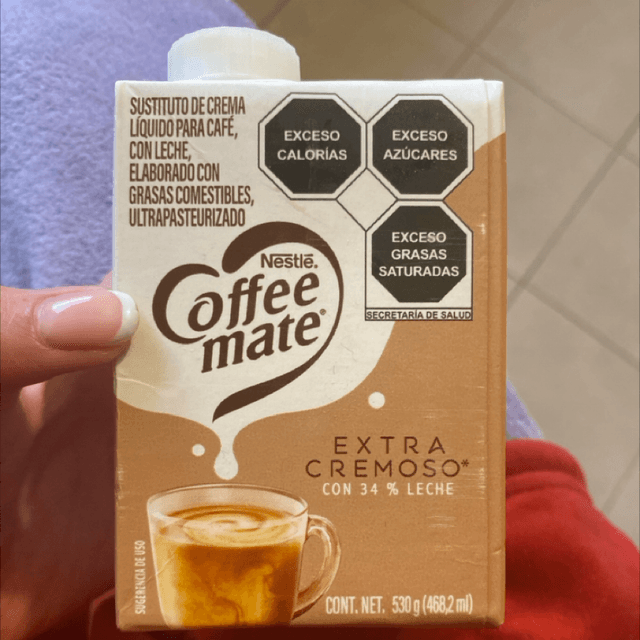 SUSTITUTO DE CREMA
LÍQUIDO PARA CAFÉ,
CON LECHE,
ELABORADO CON
GRASAS COMESTIBLES,
ULTRAPASTEURIZADO
EXCESO
CALORÍAS
EXCESO
AZÚCARES
EXCESO
GRASAS
SATURADAS
SECRETARÍA DE SALUD
Nestlé®
Coffee
mate®
EXTRA
CREMOSO*
CON 34 % LECHE
SUGERENCIA DE USO
CONT. NET. 530 g (468,2 ml)